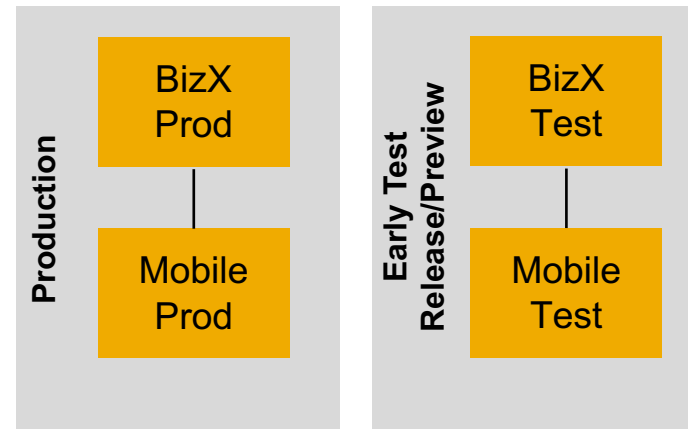 Production
BizX
Prod
Mobile
Prod
Early Test
Release/Preview
BizX
Test
Mobile
Test